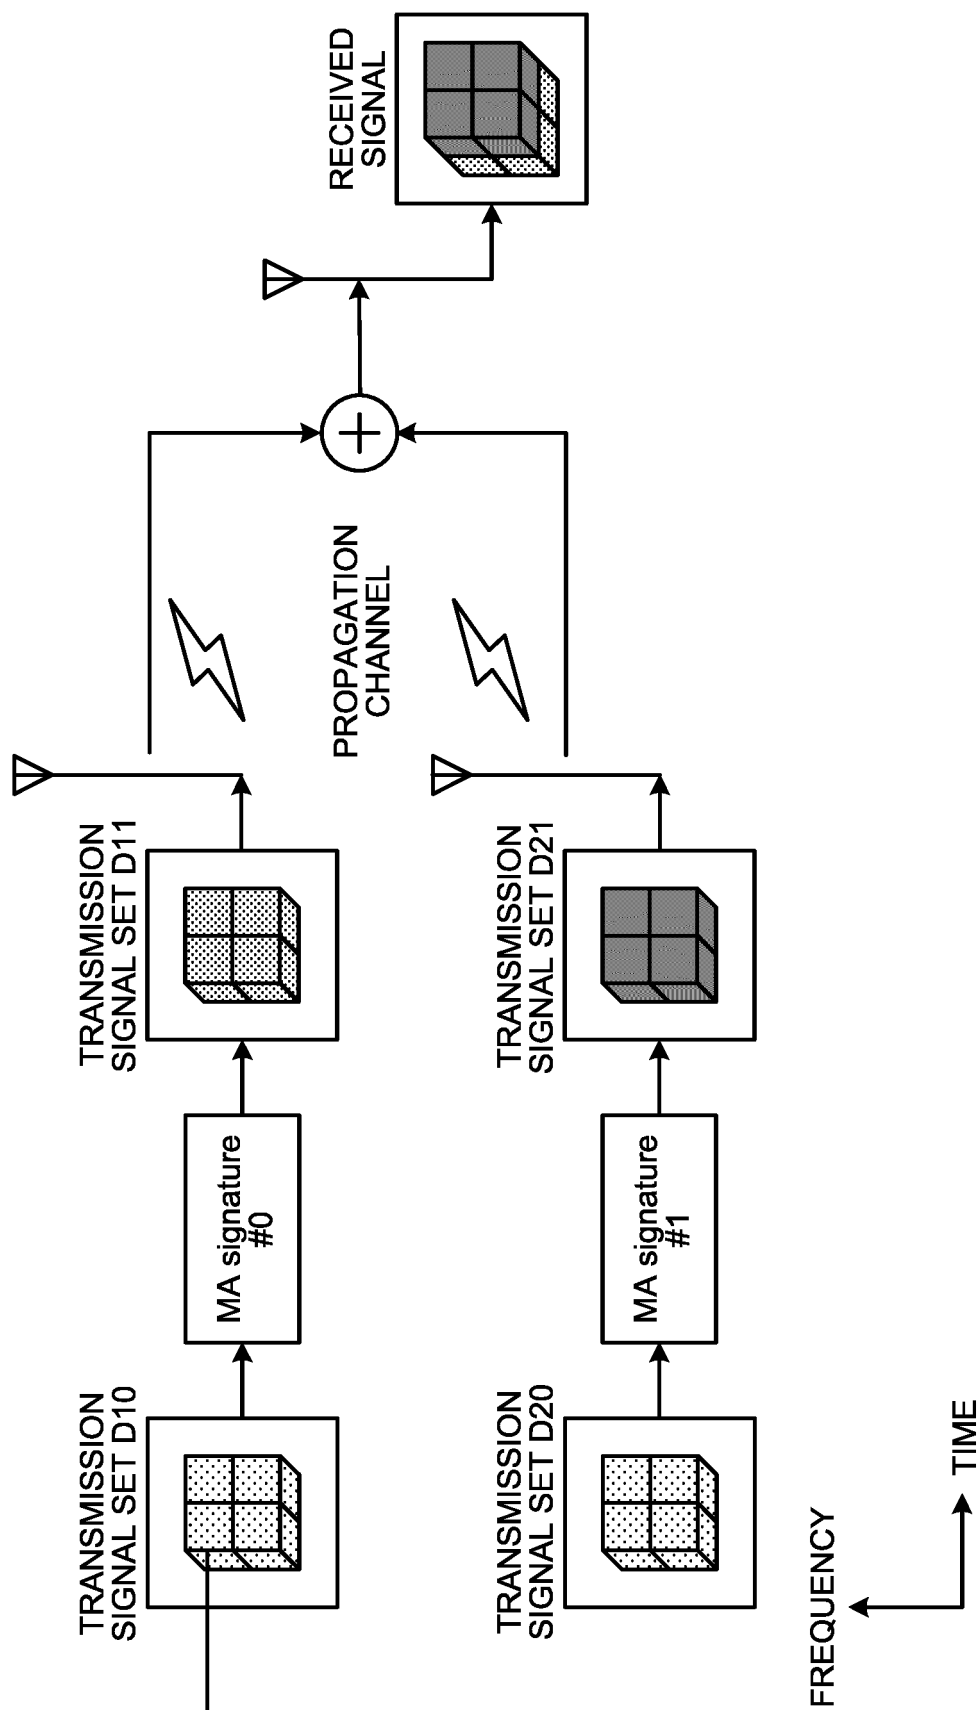 TRANSMISSION
SIGNAL SET D10
MA signature
#0
TRANSMISSION
SIGNAL SET D11
PROPAGATION
CHANNEL
RECEIVED
SIGNAL
TRANSMISSION
SIGNAL SET D20
MA signature
#1
TRANSMISSION
SIGNAL SET D21
FREQUENCY
TIME